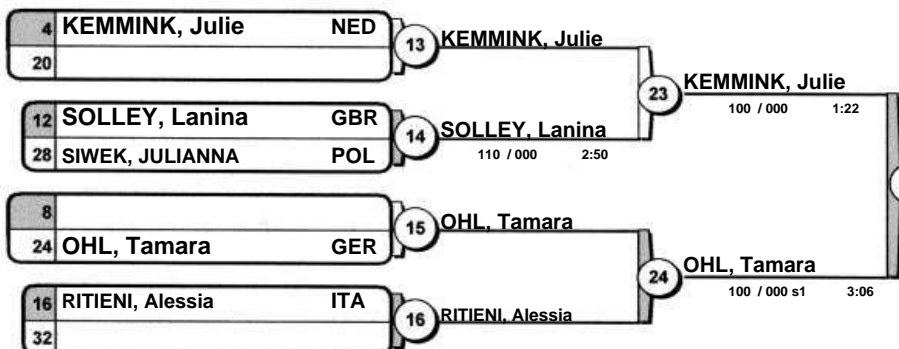 4 KEMMINK, Julie NED
20
13 KEMMINK, Julie
12 SOLLEY, Lanina GBR
28 SIWEK, JULIANNA POL
14 SOLLEY, Lanina
110 / 000 2:50
23 KEMMINK, Julie
100 / 000 1:22
8
24 OHL, Tamara GER
15 OHL, Tamara
16 RITIENI, Alessia ITA
32
16 RITIENI, Alessia
24 OHL, Tamara
100 / 000 s1 3:06